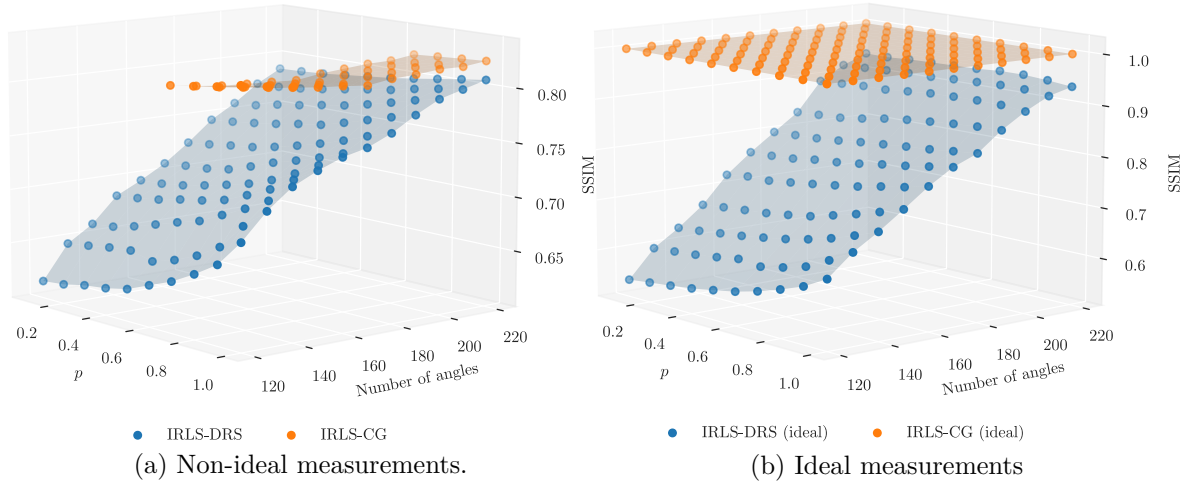 0.80
0.75
0.70
0.65
SSIM
0.2
0.4
0.6
0.8
1.0
p
120
140
160
180
200
220
Number of angles
IRLS-DRS
IRLS-CG
(a) Non-ideal measurements.
1.0
0.9
0.8
0.7
0.6
SSIM
0.2
0.4
0.6
0.8
1.0
p
120
140
160
180
200
220
Number of angles
IRLS-DRS (ideal)
IRLS-CG (ideal)
(b) Ideal measurements